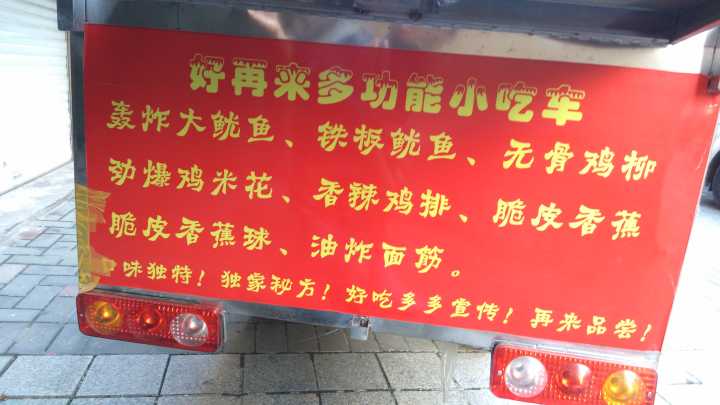 好再来多功能小吃车
轰炸大鱿鱼、铁板鱿鱼、无骨鸡柳
劲爆鸡米花、香辣鸡排、脆皮香蕉
脆皮香蕉球、油炸面筋。
味独特！独家秘方！好吃多多宣传！再来品尝！